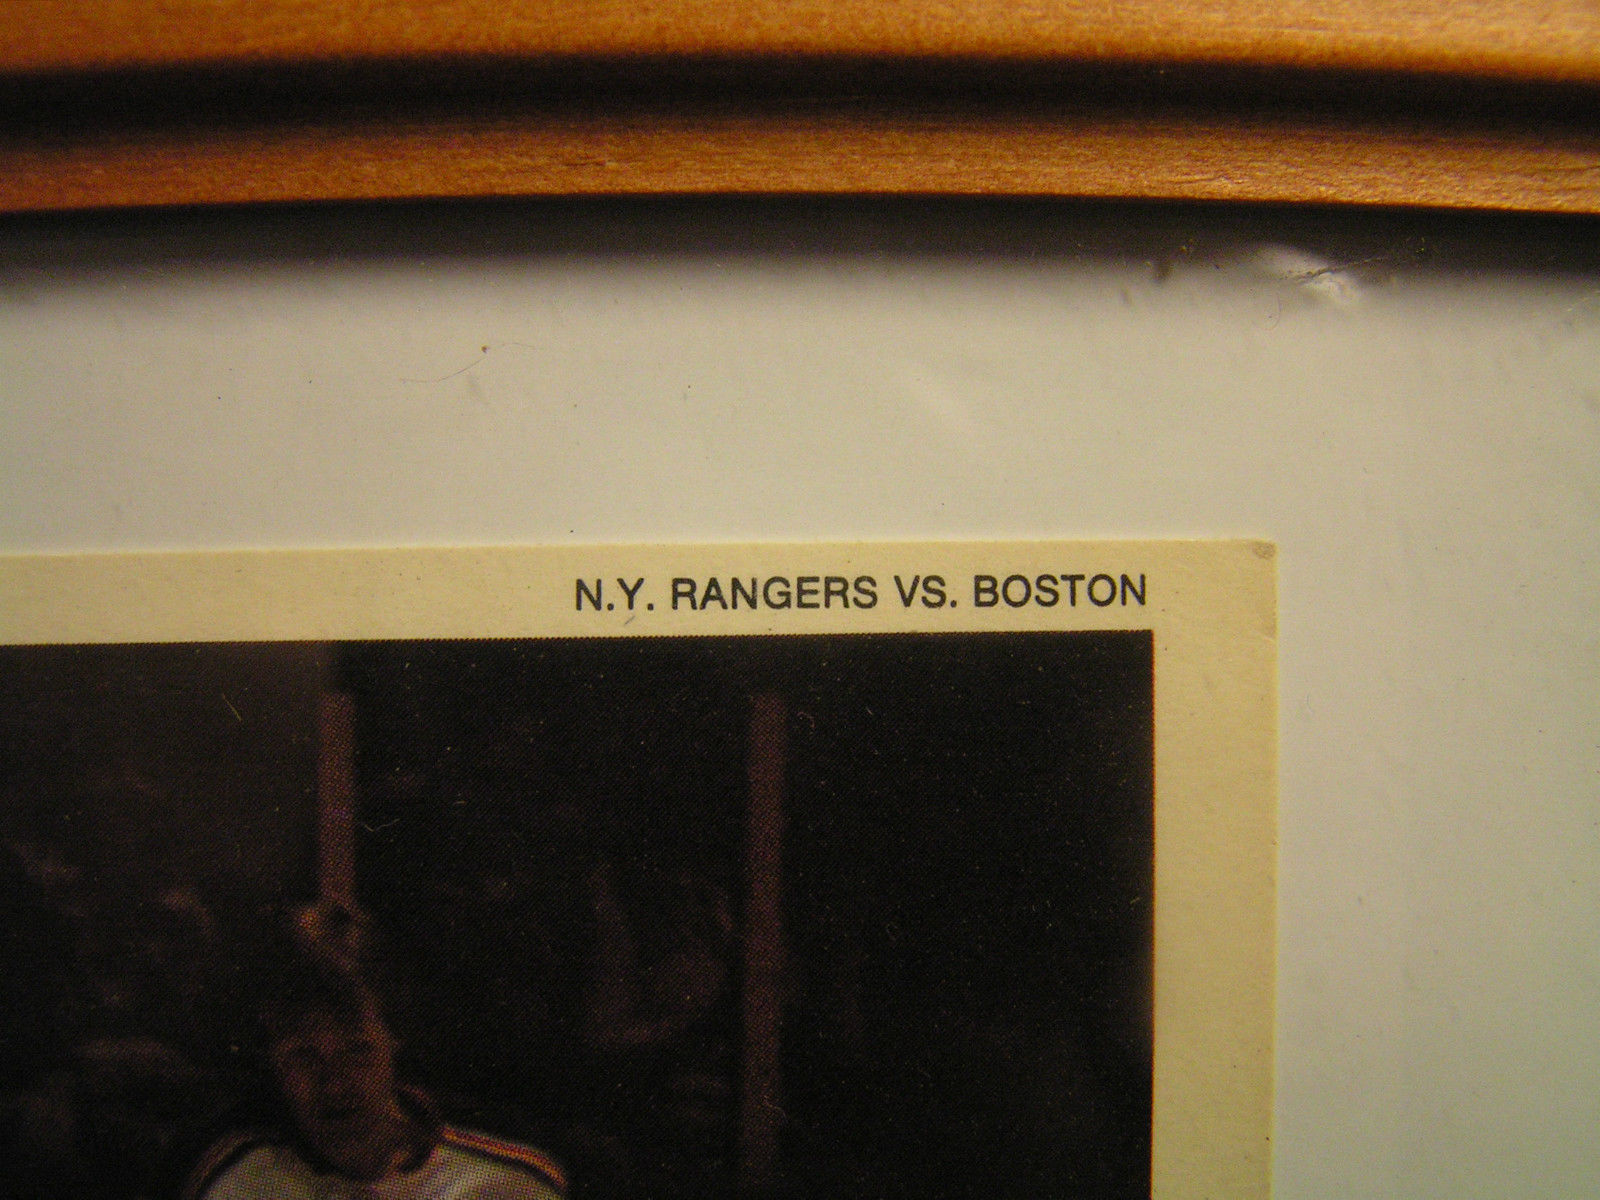 N.Y. RANGERS VS. BOSTON